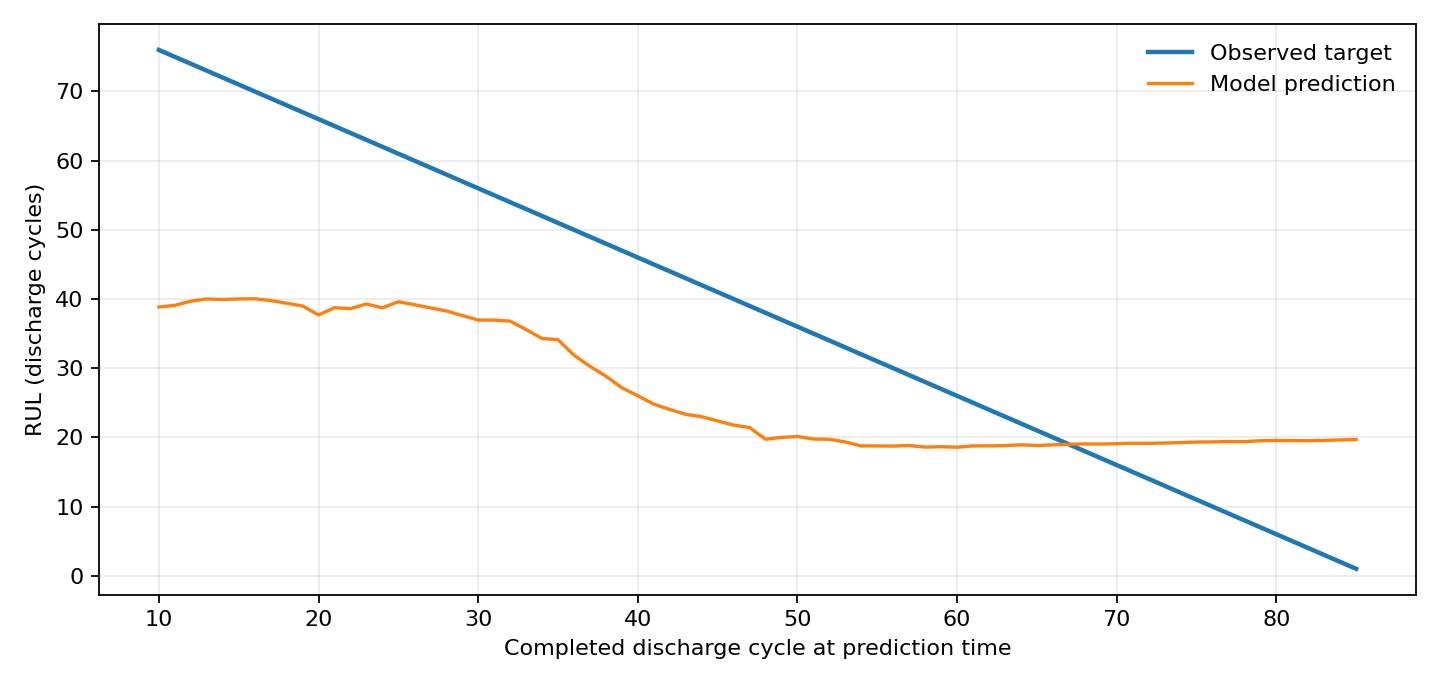 Observed target
Model prediction
RUL (discharge cycles)
70
60
50
40
30
20
10
0
10 20 30 40 50 60 70 80
Completed discharge cycle at prediction time